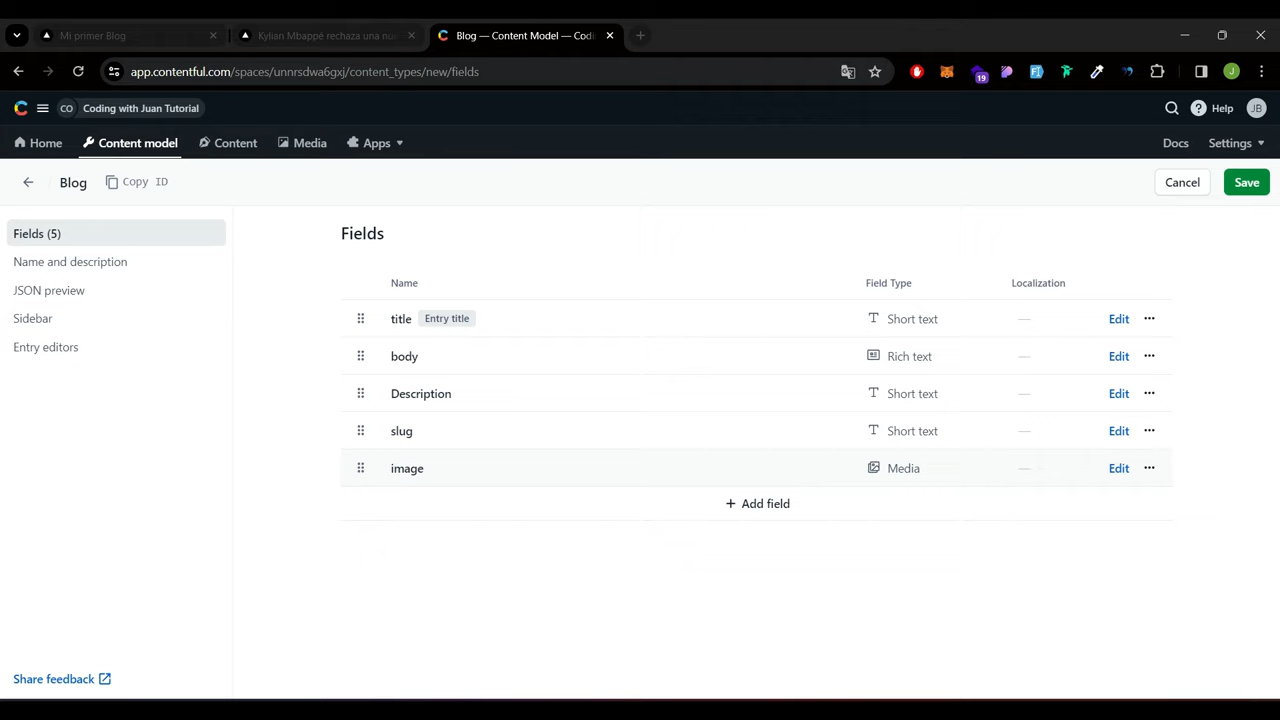 Mi primer Blog
Kylian Mbappé rechaza una nu
Blog — Content Model — Codi
app.contentful.com/spaces/unnrsdwa6gxj/content_types/new/fields
19
J
CO Coding with Juan Tutorial
Help
JB
Home
Content model
Content
Media
Apps
Docs
Settings
Blog
Copy ID
Cancel
Save
Fields (5)
Name and description
JSON preview
Sidebar
Entry editors
Fields
Name Field Type Localization
title Entry title Short text — Edit
body Rich text — Edit
Description Short text — Edit
slug Short text — Edit
image Media — Edit
+ Add field
Share feedback